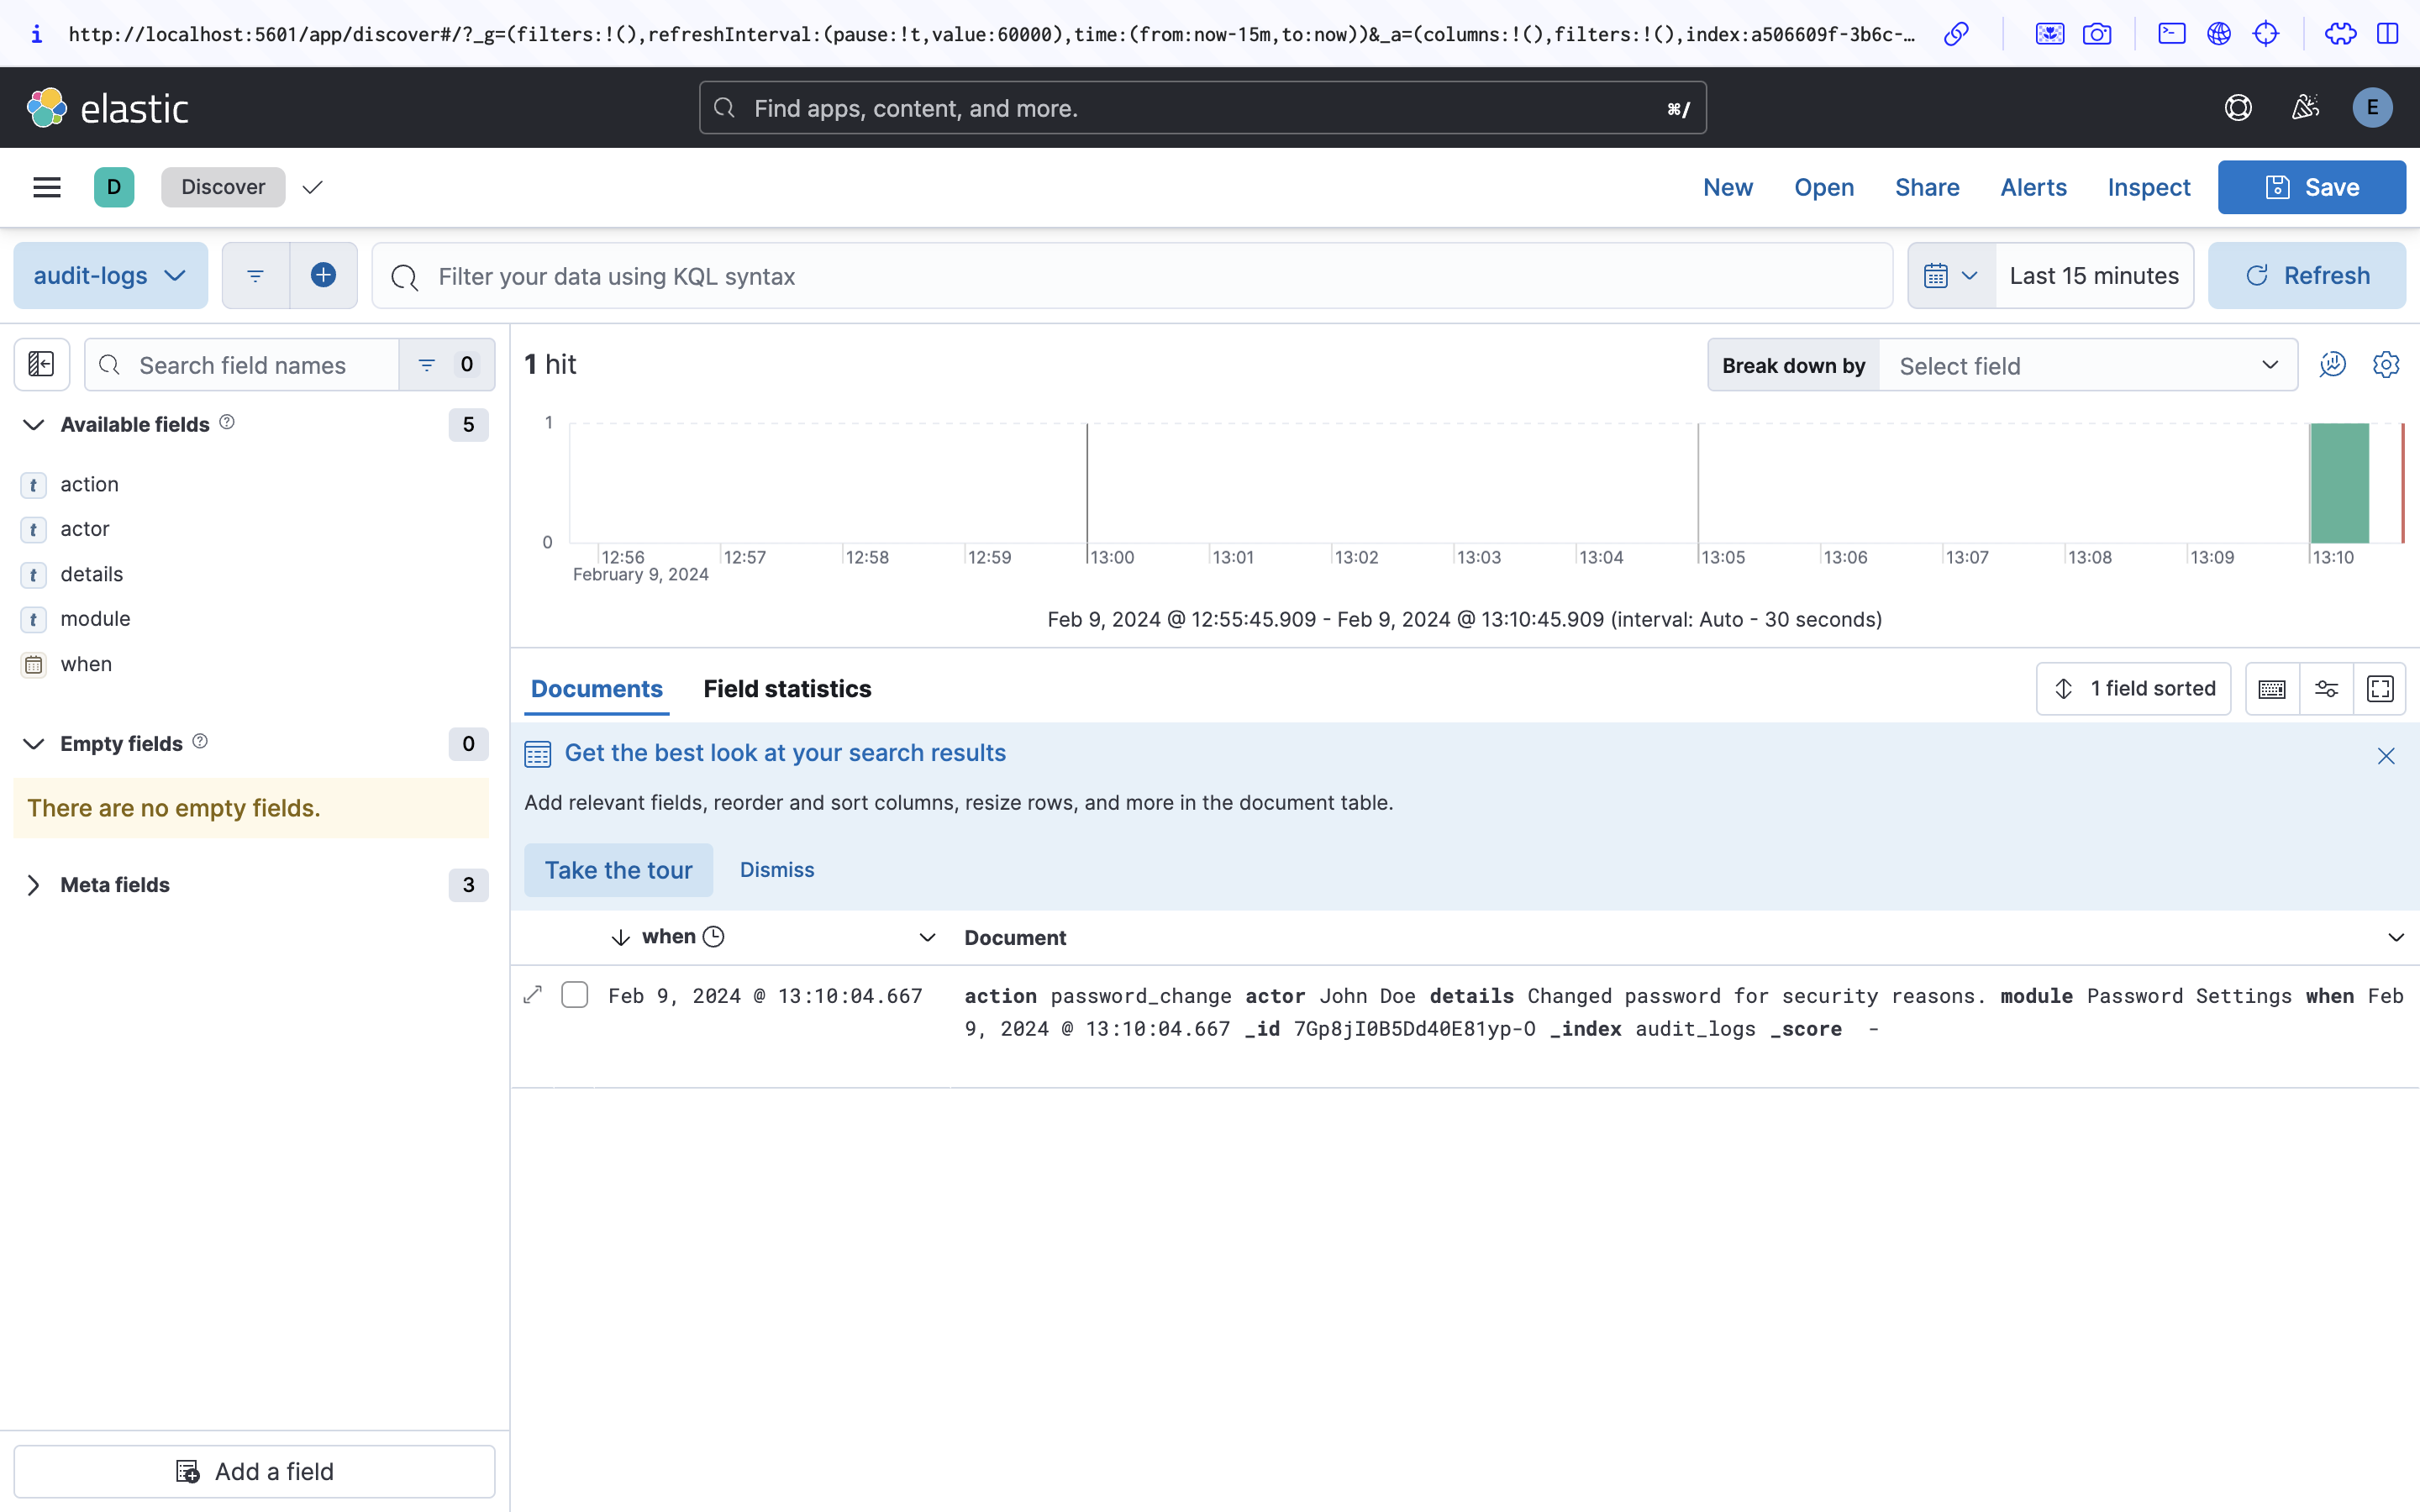 i http://localhost:5601/app/discover#/?_g=(filters:!(),refreshInterval:(pause:!t,value:60000),time:(from:now-15m,to:now))&_a=(columns:!(),filters:!(),index:a506609f-3b6c-…
elastic
Find apps, content, and more.
⌘/
E
D
Discover
New
Open
Share
Alerts
Inspect
Save
audit-logs
Filter your data using KQL syntax
Last 15 minutes
Refresh
Search field names
0
1 hit
Break down by
Select field
Available fields
5
t action
t actor
t details
t module
when
Empty fields
0
There are no empty fields.
Meta fields
3
Add a field
1
0
12:56 12:57 12:58 12:59 13:00 13:01 13:02 13:03 13:04 13:05 13:06 13:07 13:08 13:09 13:10
February 9, 2024
Feb 9, 2024 @ 12:55:45.909 - Feb 9, 2024 @ 13:10:45.909 (interval: Auto - 30 seconds)
Documents
Field statistics
1 field sorted
Get the best look at your search results
Add relevant fields, reorder and sort columns, resize rows, and more in the document table.
Take the tour
Dismiss
when
Document
Feb 9, 2024 @ 13:10:04.667
action password_change actor John Doe details Changed password for security reasons. module Password Settings when Feb
9, 2024 @ 13:10:04.667 _id 7Gp8jI0B5Dd40E81yp-O _index audit_logs _score -